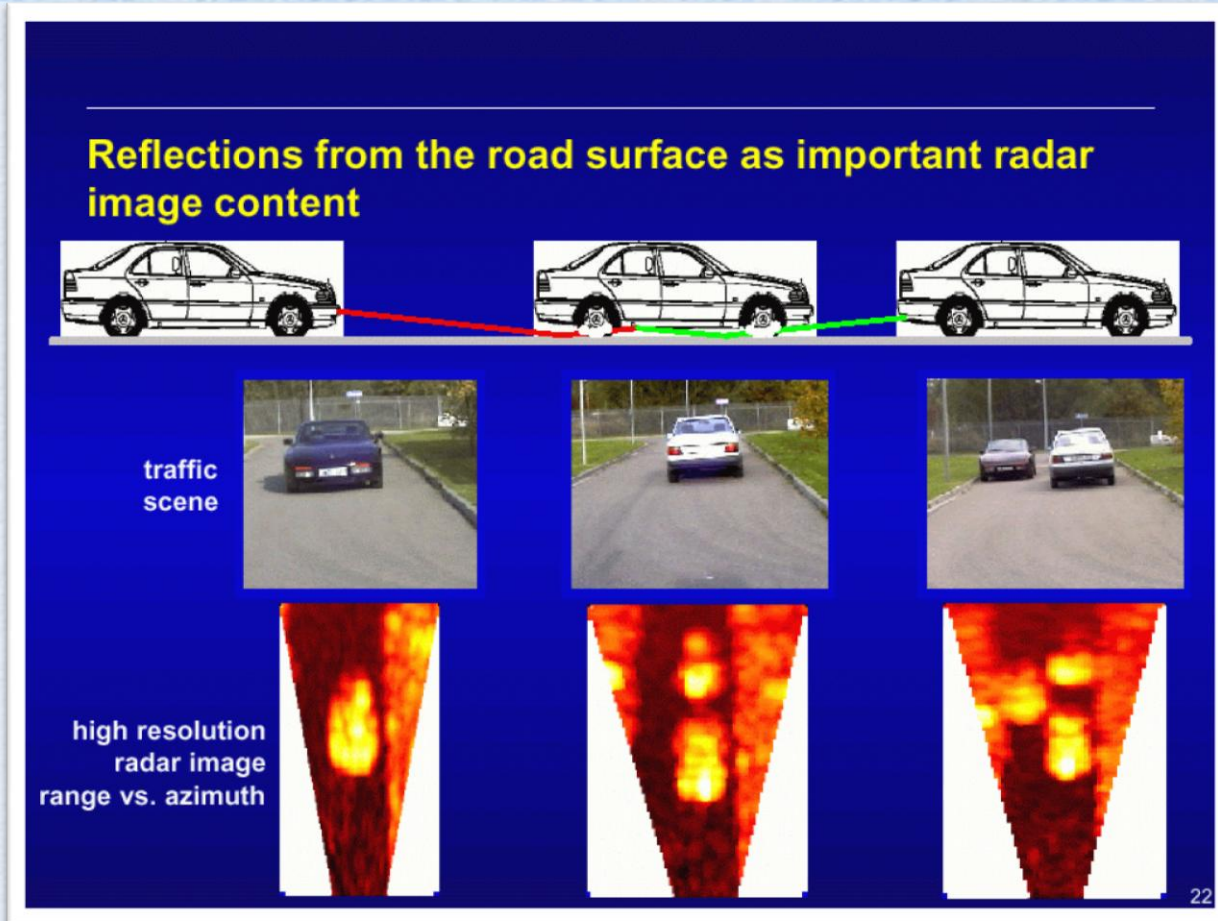 Reflections from the road surface as important radar
image content
traffic
scene
high resolution
radar image
range vs. azimuth
22